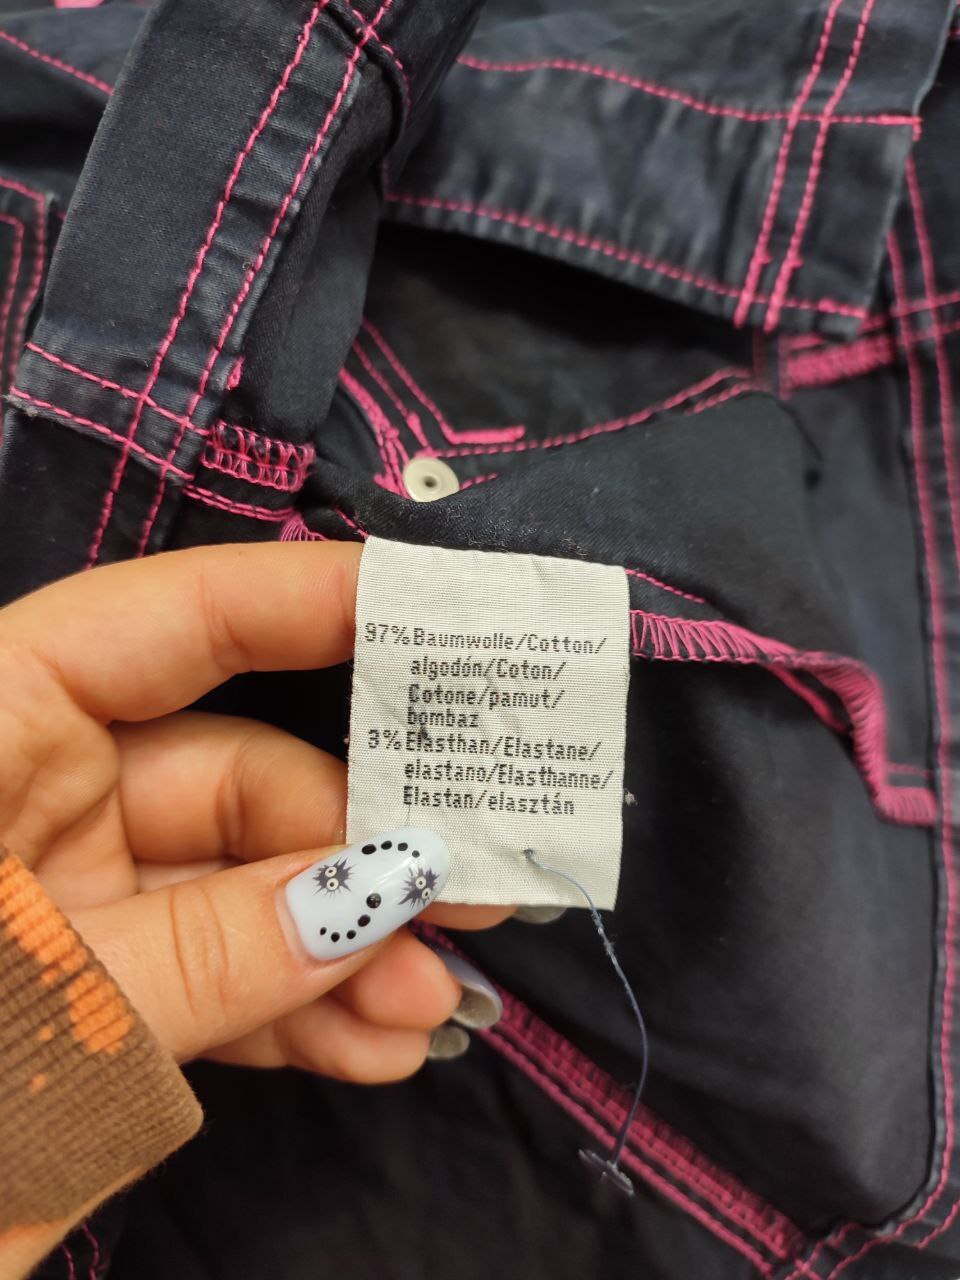 97% Baumwolle/Cotton/
algodón/Coton/
Cotone/pamut/
bombaz
3% Elasthan/Elastane/
elastano/Elasthanne/
Elastan/elasztán